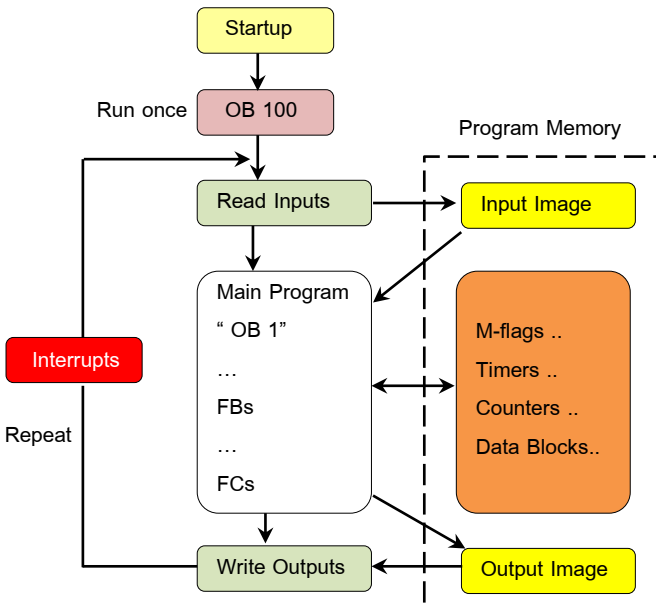 Startup
Run once
OB 100
Program Memory
Read Inputs
Input Image
Main Program
“ OB 1”
...
FBs
...
FCs
M-flags ..
Timers ..
Counters ..
Data Blocks..
Interrupts
Repeat
Write Outputs
Output Image